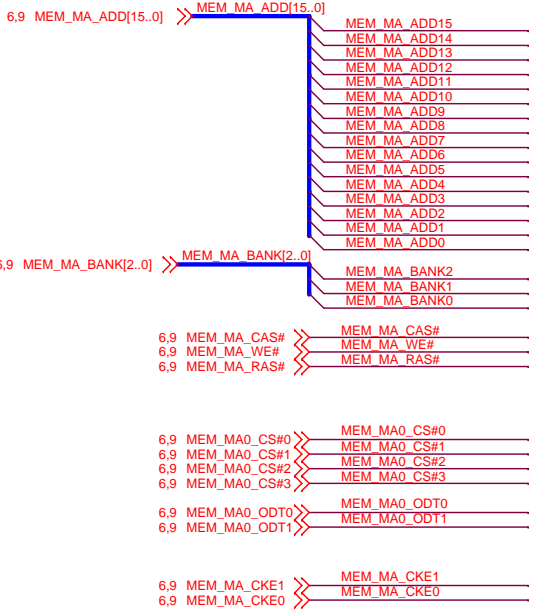 6,9 MEM_MA_ADD[15..0] MEM_MA_ADD[15..0]
MEM_MA_ADD15
MEM_MA_ADD14
MEM_MA_ADD13
MEM_MA_ADD12
MEM_MA_ADD11
MEM_MA_ADD10
MEM_MA_ADD9
MEM_MA_ADD8
MEM_MA_ADD7
MEM_MA_ADD6
MEM_MA_ADD5
MEM_MA_ADD4
MEM_MA_ADD3
MEM_MA_ADD2
MEM_MA_ADD1
MEM_MA_ADD0
6,9 MEM_MA_BANK[2..0] MEM_MA_BANK[2..0]
MEM_MA_BANK2
MEM_MA_BANK1
MEM_MA_BANK0
6,9 MEM_MA_CAS# MEM_MA_CAS#
6,9 MEM_MA_WE# MEM_MA_WE#
6,9 MEM_MA_RAS# MEM_MA_RAS#
6,9 MEM_MA0_CS#0 MEM_MA0_CS#0
6,9 MEM_MA0_CS#1 MEM_MA0_CS#1
6,9 MEM_MA0_CS#2 MEM_MA0_CS#2
6,9 MEM_MA0_CS#3 MEM_MA0_CS#3
6,9 MEM_MA0_ODT0 MEM_MA0_ODT0
6,9 MEM_MA0_ODT1 MEM_MA0_ODT1
6,9 MEM_MA_CKE1 MEM_MA_CKE1
6,9 MEM_MA_CKE0 MEM_MA_CKE0